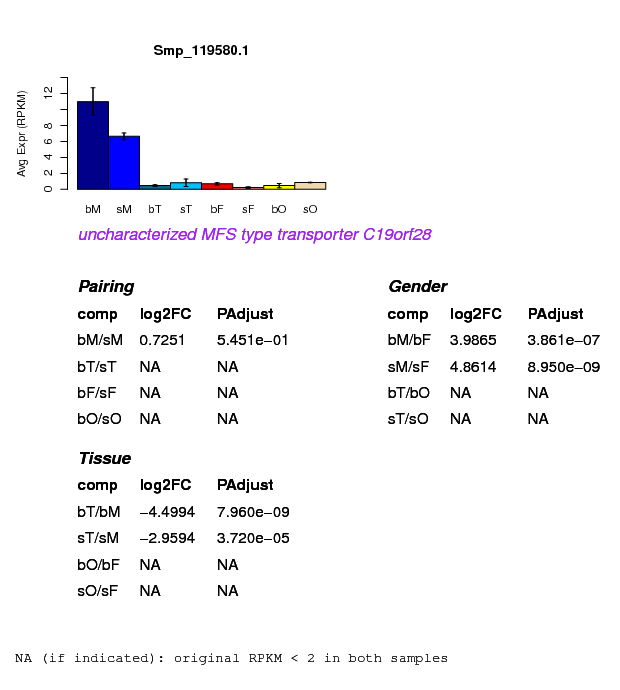 Smp_119580.1
Avg Expr (RPKM)
12
8
6
4
2
0
bM sM bT sT bF sF bO sO
uncharacterized MFS type transporter C19orf28
Pairing
comp log2FC PAdjust
bM/sM 0.7251 5.451e−01
bT/sT NA NA
bF/sF NA NA
bO/sO NA NA
Gender
comp log2FC PAdjust
bM/bF 3.9865 3.861e−07
sM/sF 4.8614 8.950e−09
bT/bO NA NA
sT/sO NA NA
Tissue
comp log2FC PAdjust
bT/bM −4.4994 7.960e−09
sT/sM −2.9594 3.720e−05
bO/bF NA NA
sO/sF NA NA
NA (if indicated): original RPKM < 2 in both samples